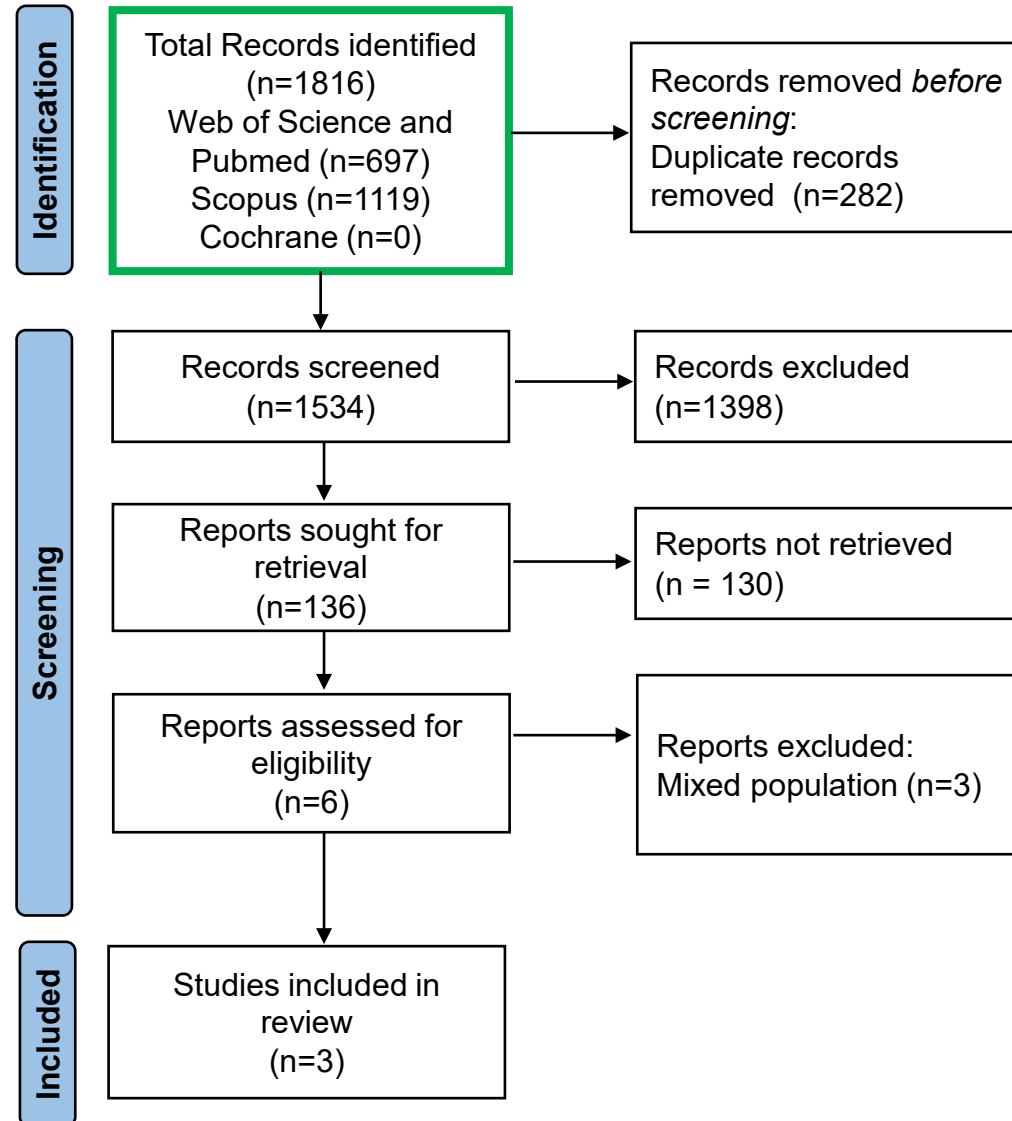 Identification
Total Records identified
(n=1816)
Web of Science and
Pubmed (n=697)
Scopus (n=1119)
Cochrane (n=0)
Records removed before
screening:
Duplicate records
removed (n=282)
Screening
Records screened
(n=1534)
Records excluded
(n=1398)
Reports sought for
retrieval
(n=136)
Reports not retrieved
(n = 130)
Reports assessed for
eligibility
(n=6)
Reports excluded:
Mixed population (n=3)
Included
Studies included in
review
(n=3)